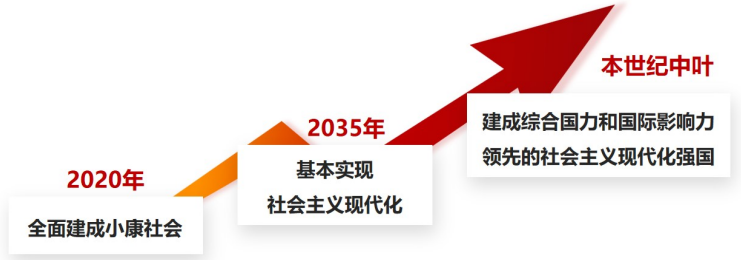 2020年
全面建成小康社会
2035年
基本实现
社会主义现代化
本世纪中叶
建成综合国力和国际影响力
领先的社会主义现代化强国